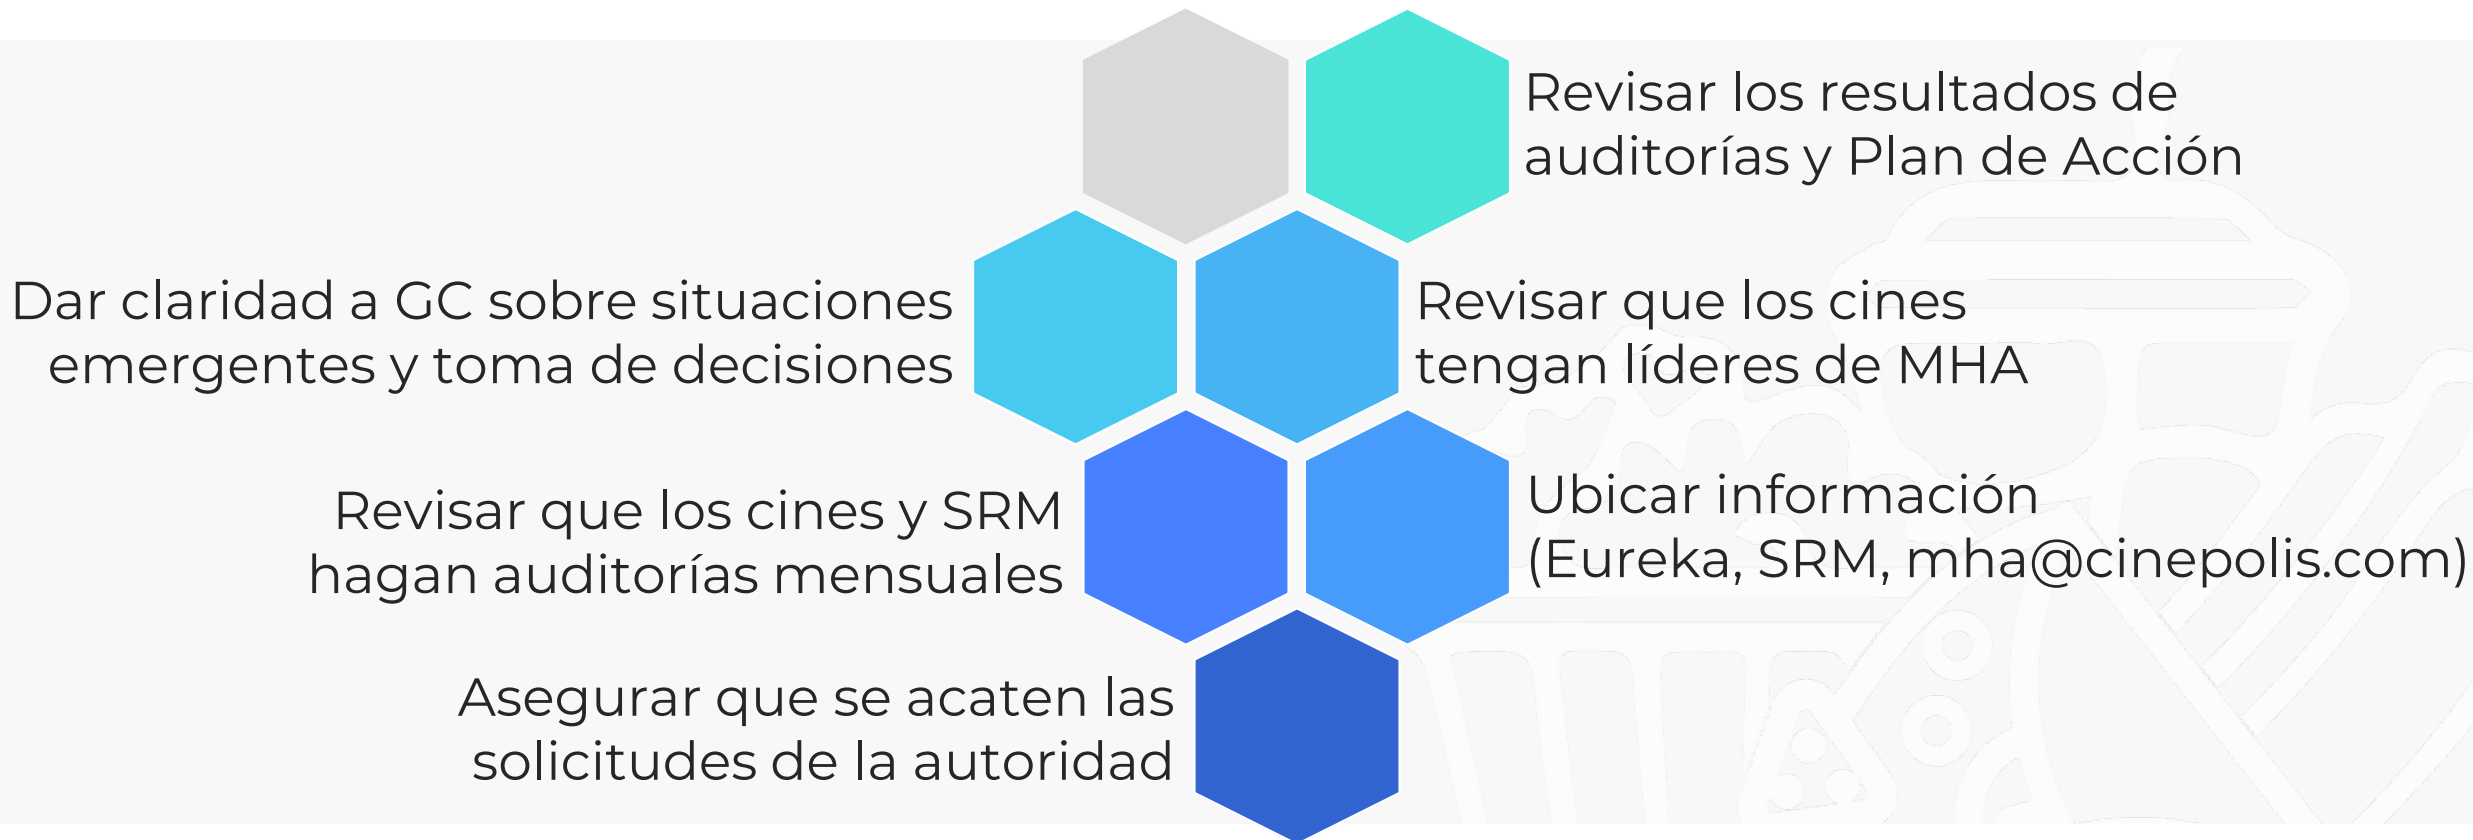 Revisar los resultados de
auditorías y Plan de Acción
Dar claridad a GC sobre situaciones
emergentes y toma de decisiones
Revisar que los cines
tengan líderes de MHA
Revisar que los cines y SRM
hagan auditorías mensuales
Ubicar información
(Eureka, SRM, mha@cinepolis.com)
Asegurar que se acaten las
solicitudes de la autoridad